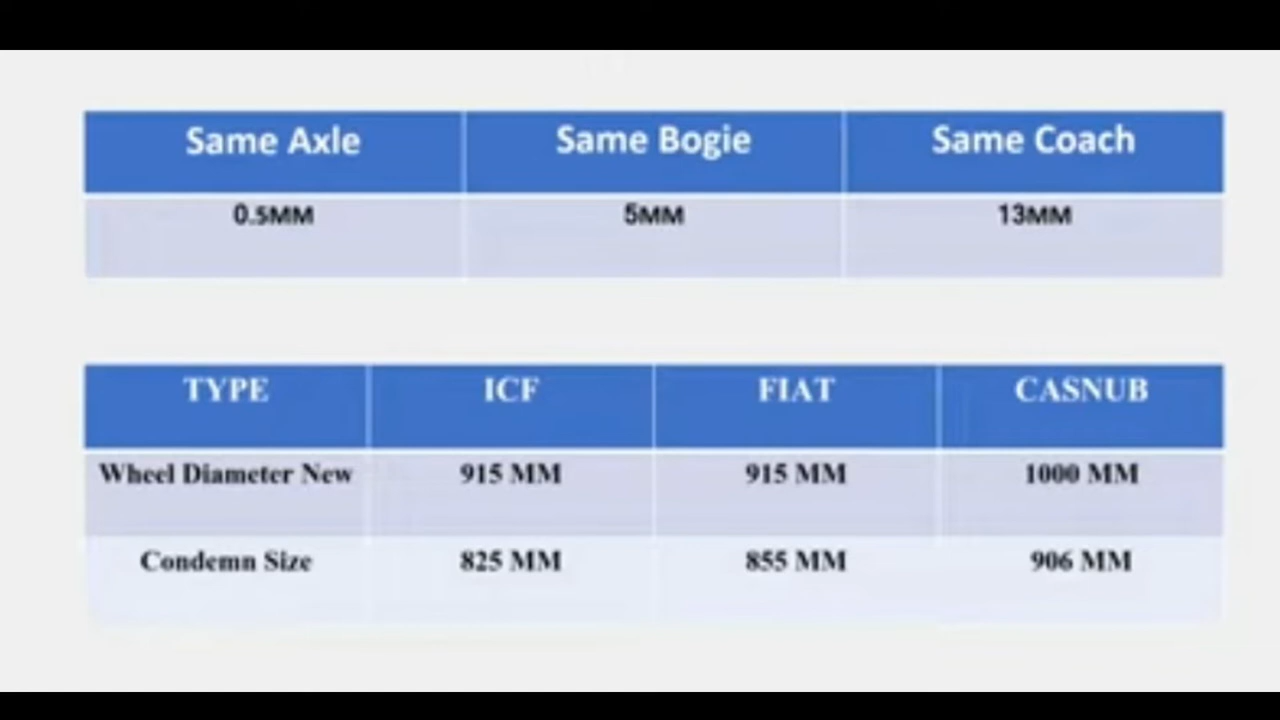 Same Axle Same Bogie Same Coach
0.5MM 5MM 13MM
TYPE ICF FIAT CASNUB
Wheel Diameter New 915 MM 915 MM 1000 MM
Condemn Size 825 MM 855 MM 906 MM